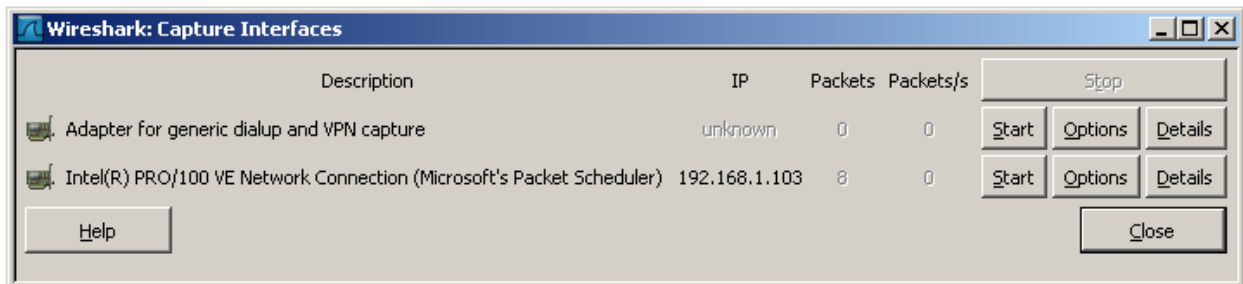 Wireshark: Capture Interfaces
Description IP Packets Packets/s Stop
Adapter for generic dialup and VPN capture unknown 0 0 Start Options Details
Intel(R) PRO/100 VE Network Connection (Microsoft's Packet Scheduler) 192.168.1.103 8 0 Start Options Details
Help Close